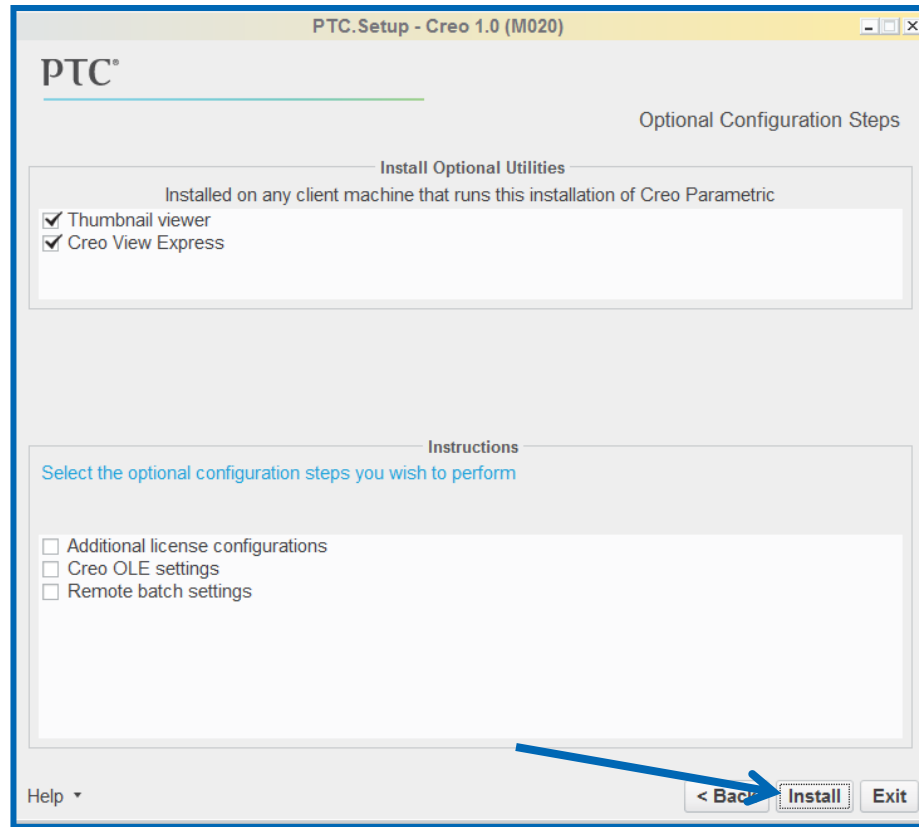 PTC.Setup - Creo 1.0 (M020)
PTC®
Optional Configuration Steps
Install Optional Utilities
Installed on any client machine that runs this installation of Creo Parametric
Thumbnail viewer
Creo View Express
Instructions
Select the optional configuration steps you wish to perform
Additional license configurations
Creo OLE settings
Remote batch settings
Help < Back Install Exit